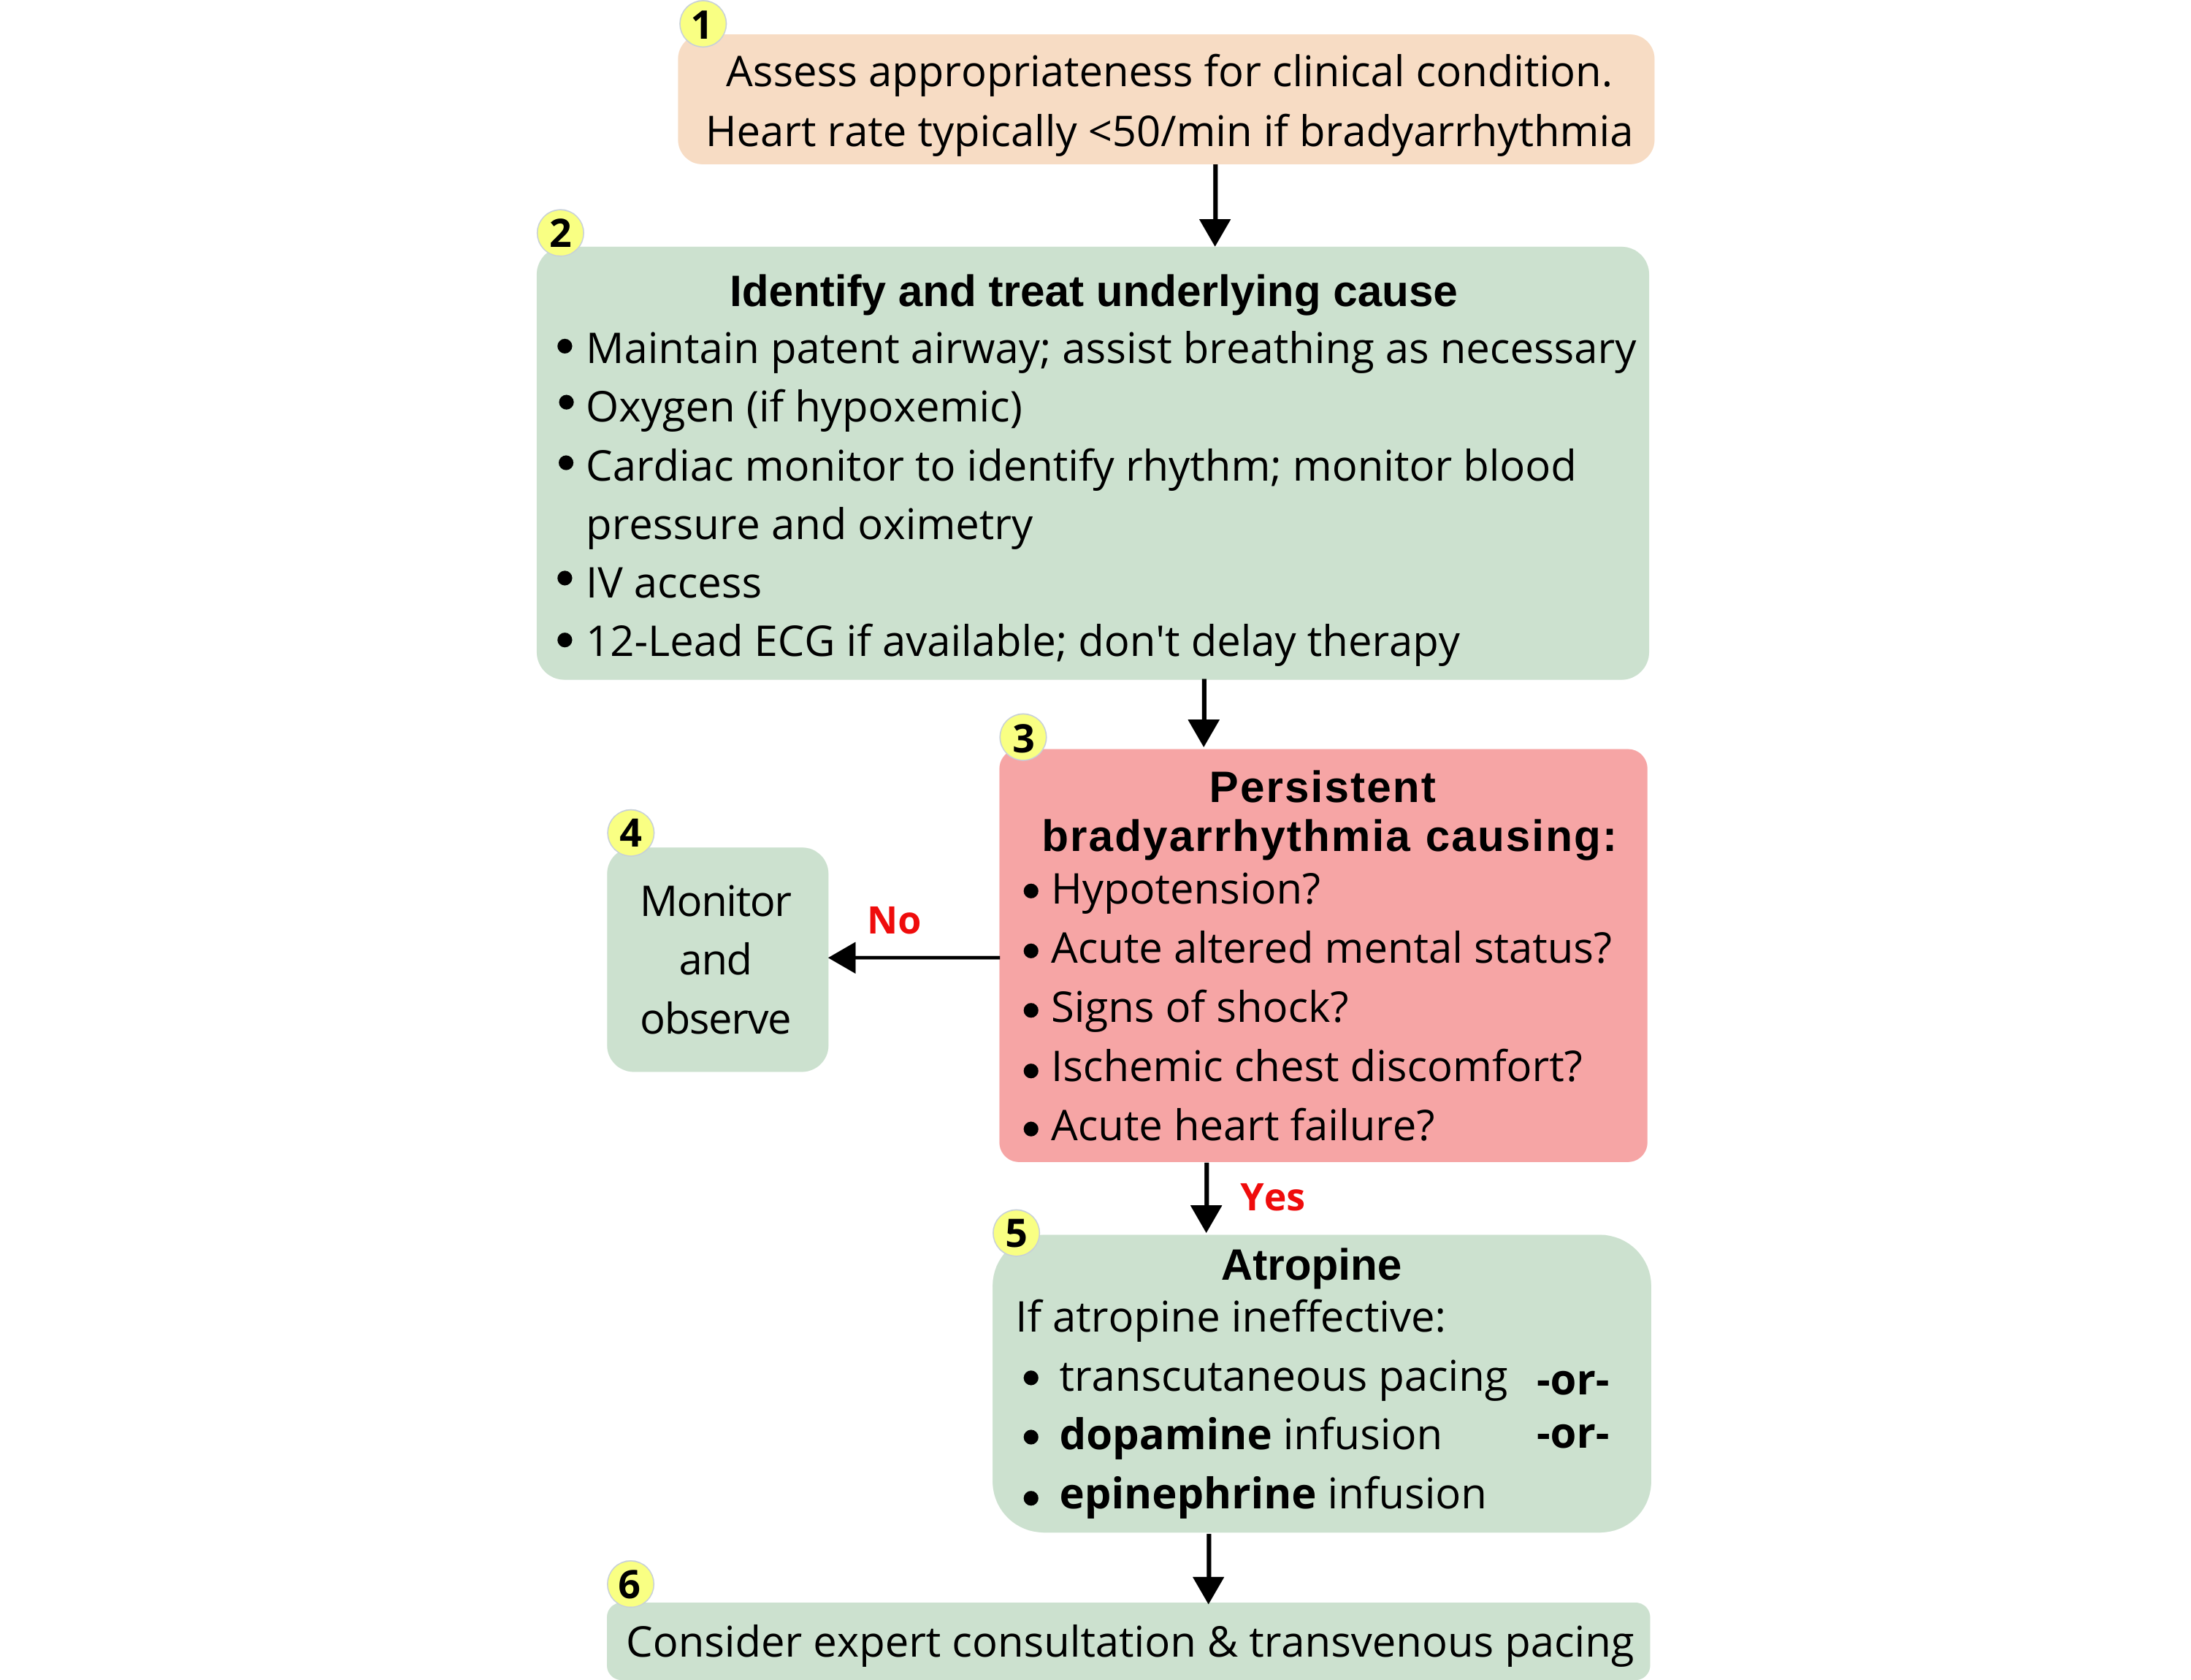 1
Assess appropriateness for clinical condition.
Heart rate typically <50/min if bradyarrhythmia
2
Identify and treat underlying cause
• Maintain patent airway; assist breathing as necessary
• Oxygen (if hypoxemic)
• Cardiac monitor to identify rhythm; monitor blood
pressure and oximetry
• IV access
• 12-Lead ECG if available; don't delay therapy
3
Persistent
bradyarrhythmia causing:
• Hypotension?
• Acute altered mental status?
• Signs of shock?
• Ischemic chest discomfort?
• Acute heart failure?
No
4
Monitor
and
observe
Yes
5
Atropine
If atropine ineffective:
• transcutaneous pacing -or-
• dopamine infusion -or-
• epinephrine infusion
6
Consider expert consultation & transvenous pacing